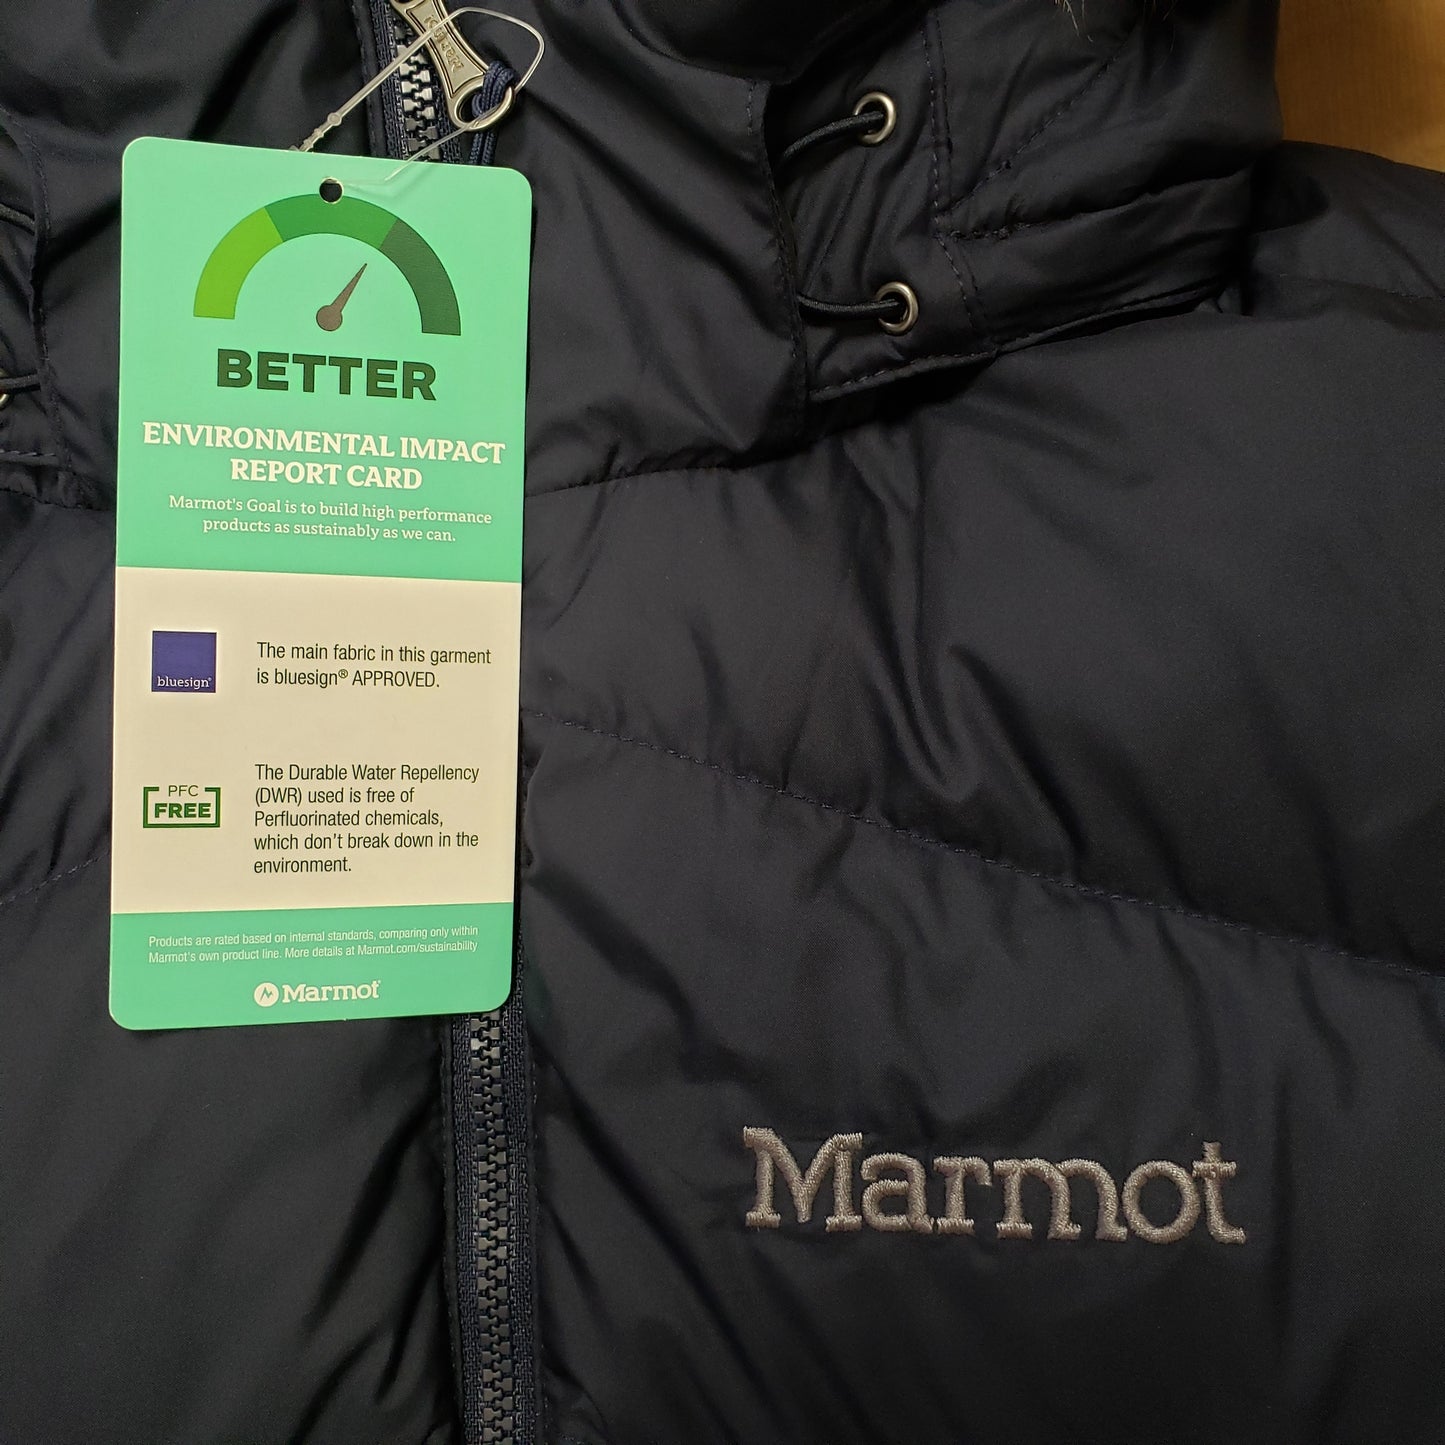 Marmot
BETTER
ENVIRONMENTAL IMPACT
REPORT CARD
Marmot's Goal is to build high performance
products as sustainably as we can.
bluesign®
The main fabric in this garment
is bluesign® APPROVED.
PFC
FREE
The Durable Water Repellency
(DWR) used is free of
Perfluorinated chemicals,
which don't break down in the
environment.
Products are rated based on internal standards, comparing only within
Marmot's own product line. More details at Marmot.com/sustainability
Marmot
Marmot